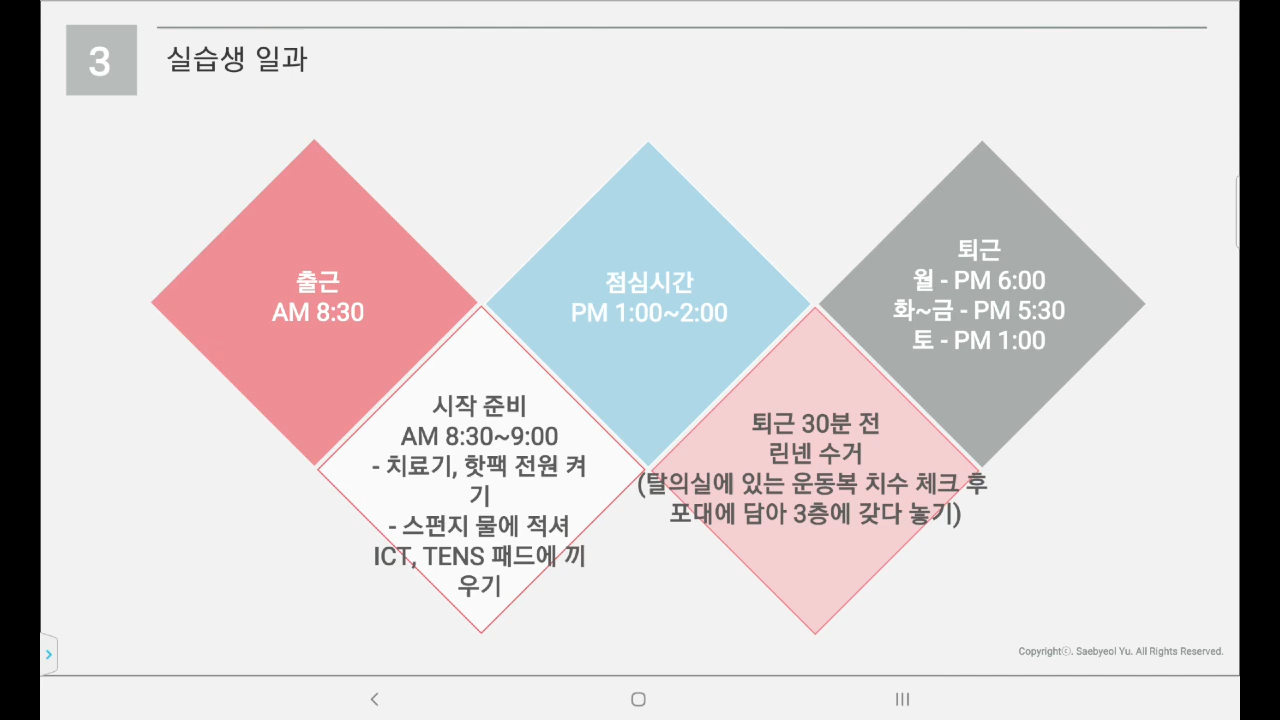 3
실습생 일과
출근
AM 8:30
시작 준비
AM 8:30~9:00
- 치료기, 핫팩 전원 켜
기
- 스펀지 물에 적셔
ICT, TENS 패드에 끼
우기
점심시간
PM 1:00~2:00
퇴근 30분 전
린넨 수거
(탈의실에 있는 운동복 치수 체크 후
포대에 담아 3층에 갖다 놓기)
퇴근
월 - PM 6:00
화~금 - PM 5:30
토 - PM 1:00
Copyrightⓒ. Saebyeol Yu. All Rights Reserved.